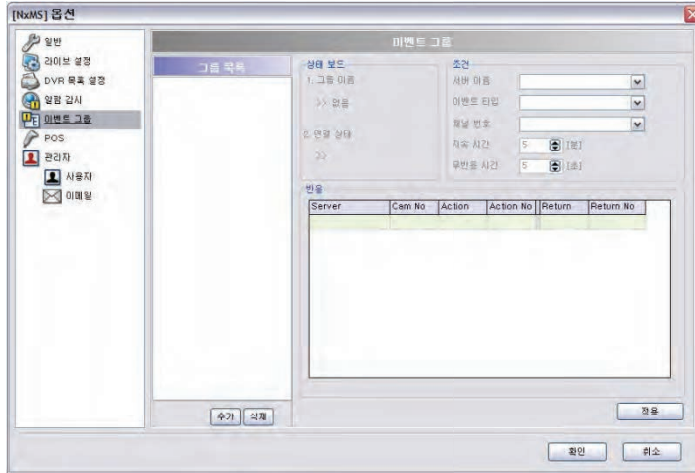 [NxMS] 옵션
일반
라이브 설정
DVR 목록 설정
알람 감시
이벤트 그룹
POS
관리자
사용자
이메일
이벤트 그룹
그룹 목록
추가
삭제
상태 보드
1. 그룹 이름
>> 없음
2. 연결 상태
>>
조건
서버 이름
이벤트 타입
채널 번호
지속 시간 5 [분]
무반응 시간 5 [초]
반응
Server Cam No Action Action No Return Return No
적용
확인
취소